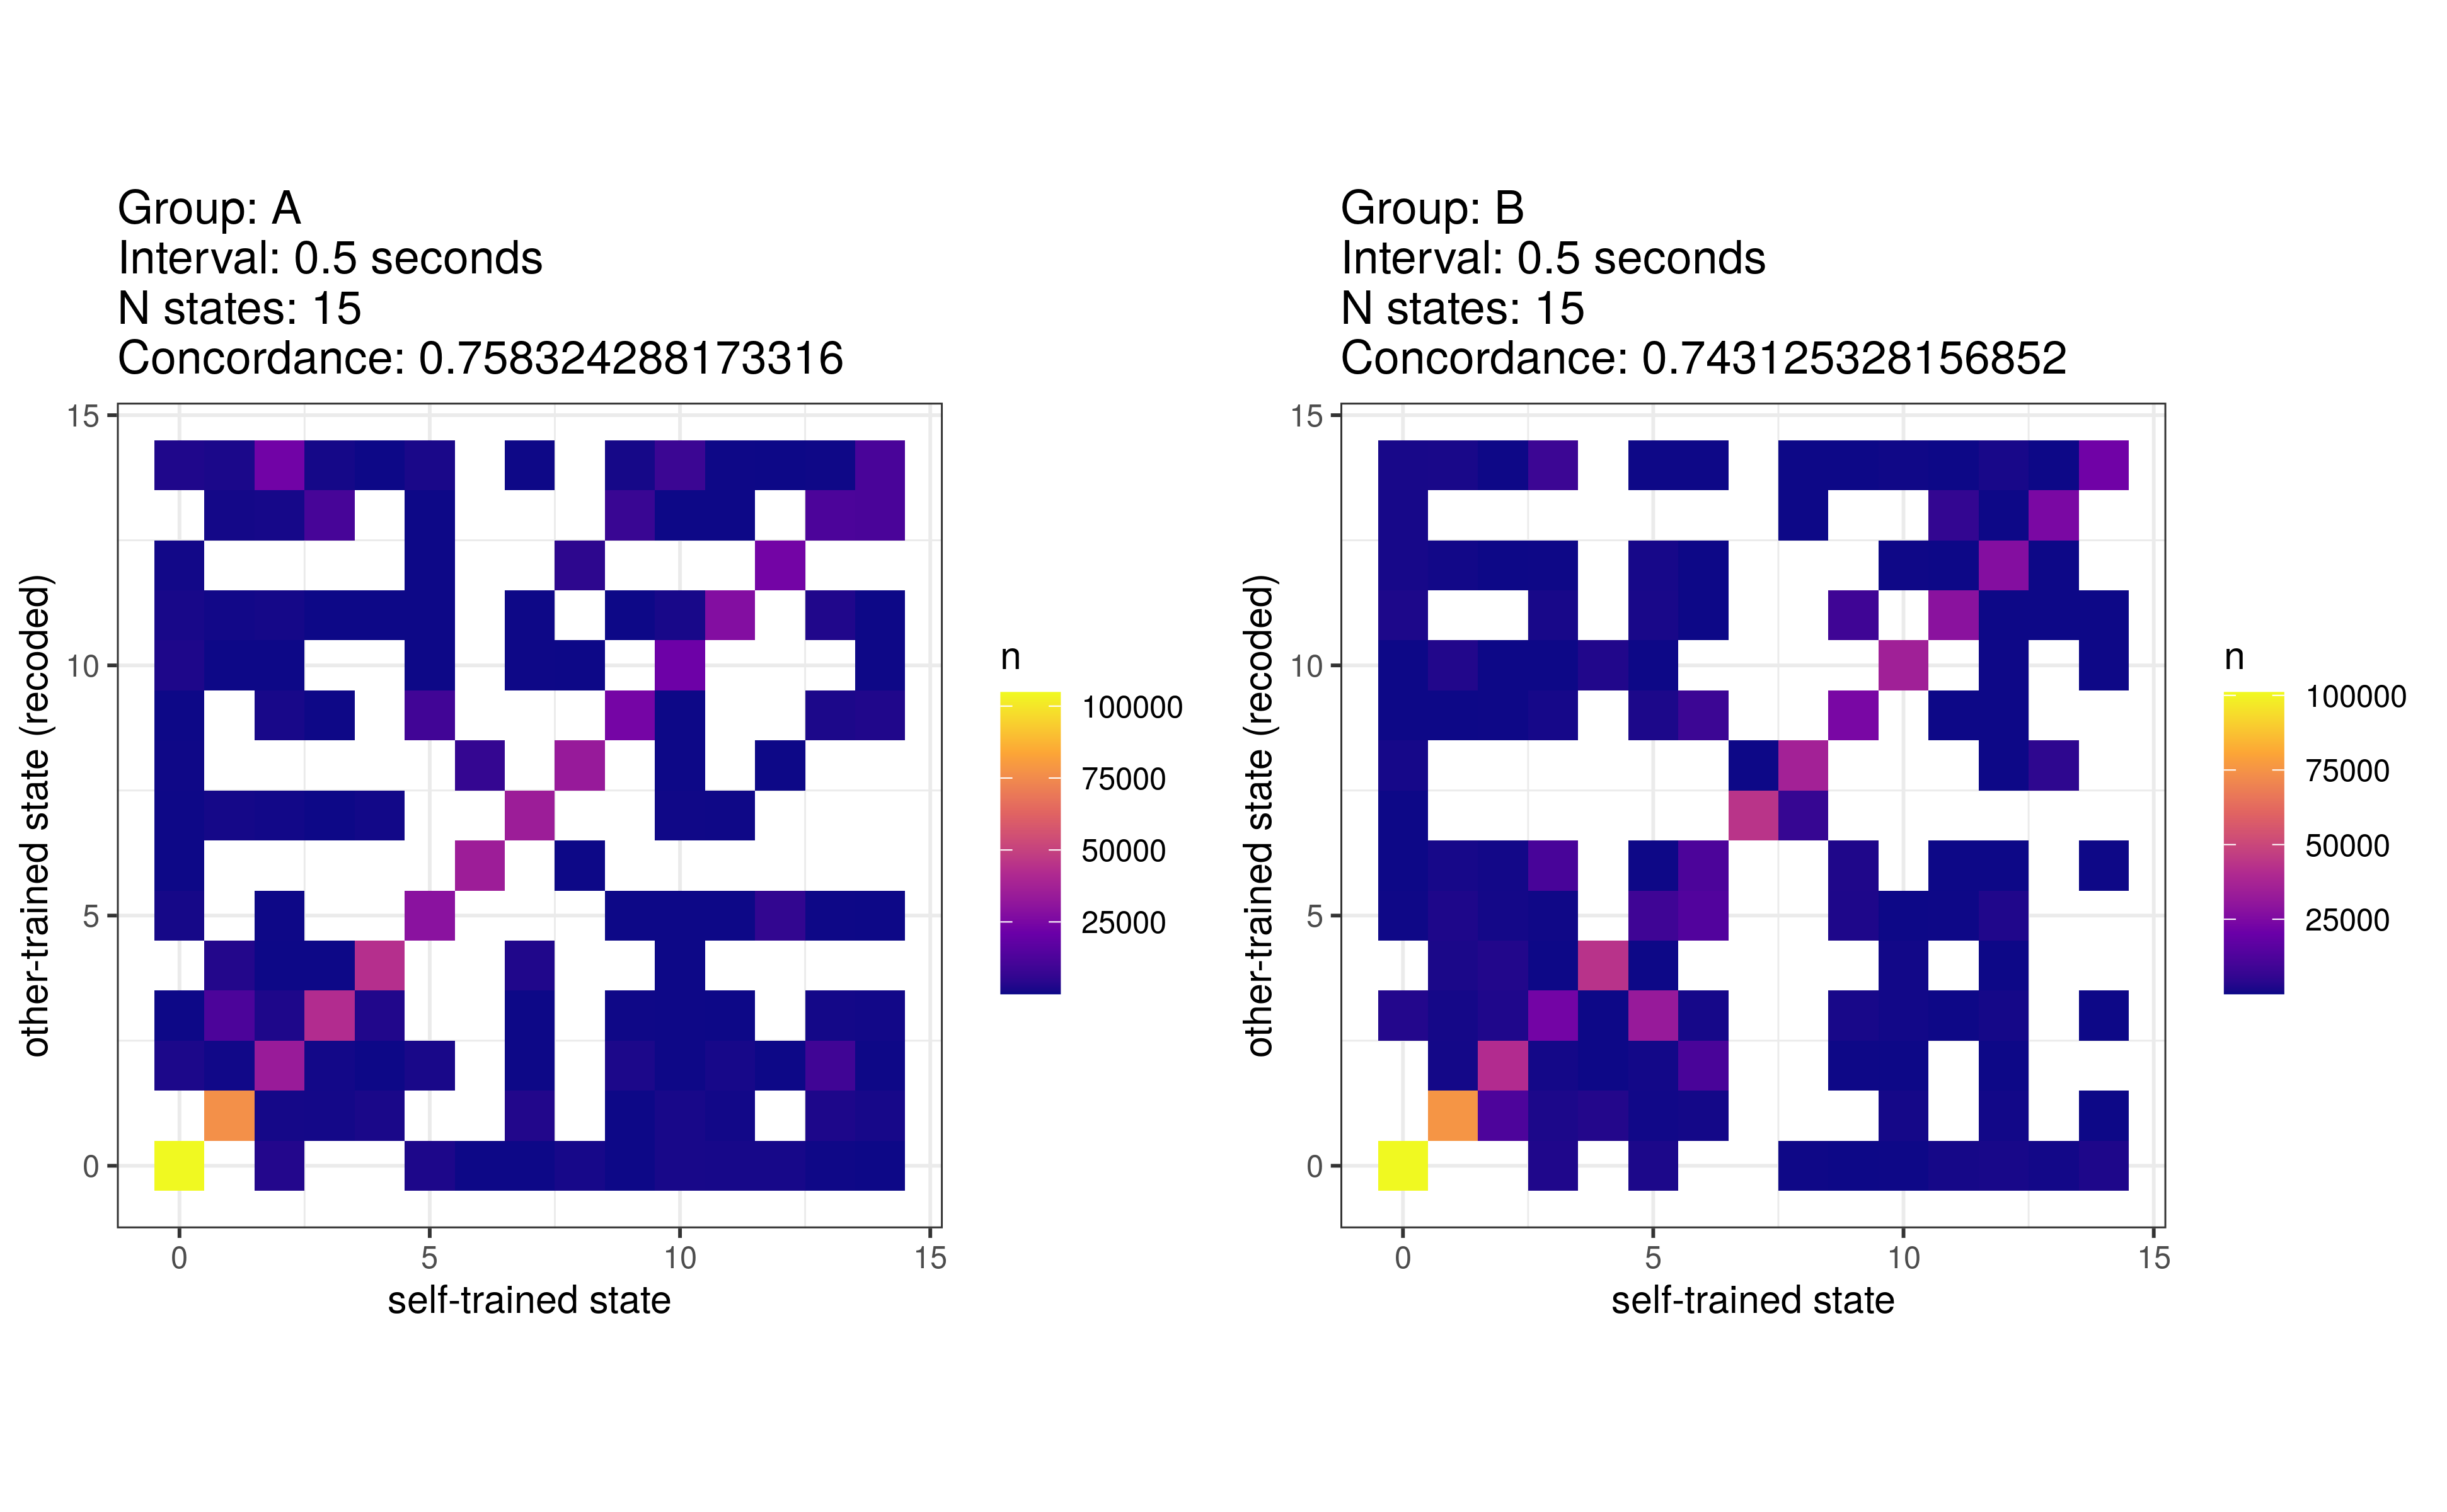 Group: A
Interval: 0.5 seconds
N states: 15
Concordance: 0.758324288173316
15
10
5
0
other-trained state (recoded)
0 5 10 15
self-trained state
n
100000
75000
50000
25000
Group: B
Interval: 0.5 seconds
N states: 15
Concordance: 0.743125328156852
15
10
5
0
other-trained state (recoded)
0 5 10 15
self-trained state
n
100000
75000
50000
25000